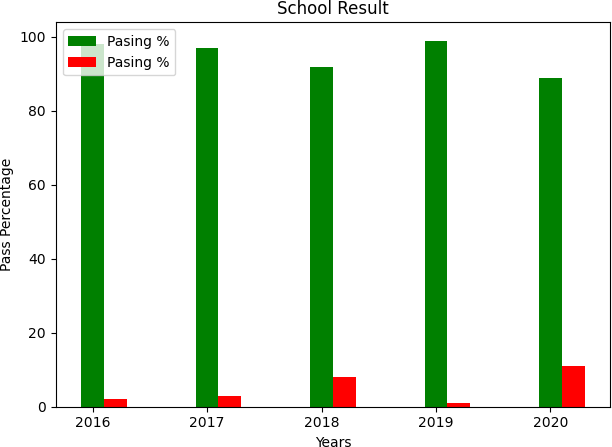 School Result
Pasing %
Pasing %
Pass Percentage
100
80
60
40
20
0
2016 2017 2018 2019 2020
Years